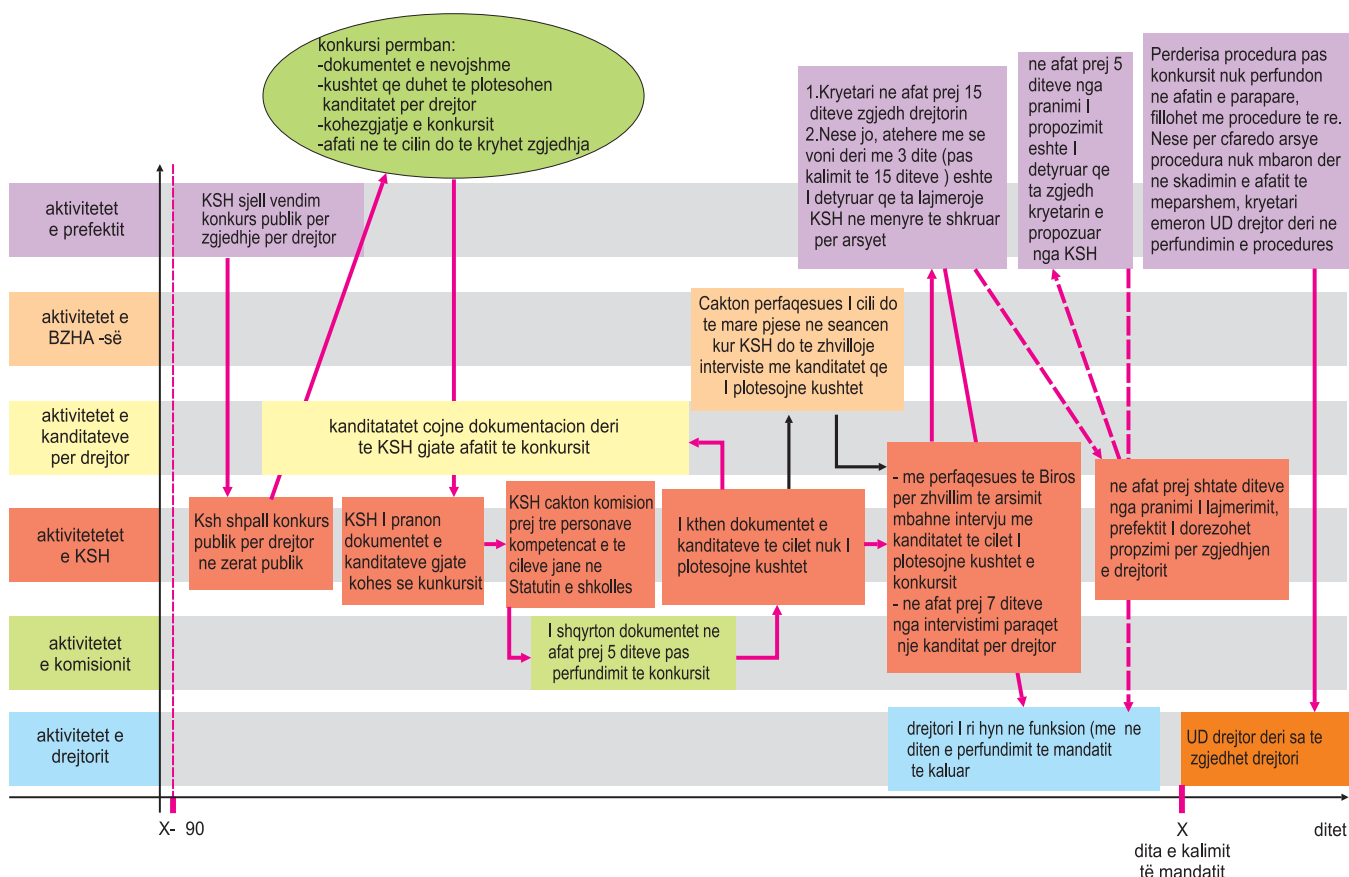 konkursi permban:
-dokumentet e nevojshme
-kushtet qe duhet te plotesohen
kanditatet per drejtor
-kohezgjatje e konkursit
-afati ne te cilin do te kryhet zgjedhja
1.Kryetari ne afat prej 15
diteve zgjedh drejtorin
2.Nese jo, atehere me se
voni deri me 3 dite (pas
kalimit te 15 diteve ) eshte
I detyruar qe ta lajmeroje
KSH ne menyre te shkruar
per arsyet
ne afat prej 5
diteve nga
pranimi I
propozimit
eshte I
detyruar qe
ta zgjedh
kryetarin e
propozuar
nga KSH
Perderisa procedura pas
konkursit nuk perfundon
ne afatin e parapare,
fillohet me procedure te re.
Nese per cfaredo arsye
procedura nuk mbaron der
ne skadimin e afatit te
meparshem, kryetari
emeron UD drejtor deri ne
perfundimin e procedures
aktivitetet
e prefektit
KSH sjell vendim
konkurs publik per
zgjedhje per drejtor
aktivitetet e
BZHA -së
Cakton perfaqesues I cili do
te mare pjese ne seancen
kur KSH do te zhvilloje
interviste me kanditatet qe
I plotesojne kushtet
aktivitetet e
kanditateve
per drejtor
kanditatatet cojne dokumentacion deri
te KSH gjate afatit te konkursit
aktivitetetet
e KSH
Ksh shpall konkurs
publik per drejtor
ne zerat publik
KSH I pranon
dokumentet e
kanditateve gjate
kohes se kunkursit
KSH cakton komision
prej tre personava
kompetencat e te
cileve jane ne
Statutin e shkolles
I kthen dokumentet e
kanditateve te cilet nuk I
plotesojne kushtet
- me perfaqesues te Biros
per zhvillim te arsimit
mbahne intervju me
kanditatet te cilet I
plotesojne kushtet e
konkursit
- ne afat prej 7 diteve
nga intervistimi paraqet
nje kanditat per drejtor
ne afat prej shtate diteve
nga pranimi I lajmerimit,
prefektit I dorezohet
propzimi per zgjedhjen
e drejtorit
aktivitetet
e komisionit
I shqyrton dokumentet ne
afat prej 5 diteve pas
perfundimit te konkursit
aktivitetet e
drejtorit
drejtori I ri hyn ne funksion (me ne
diten e perfundimit te mandatit
te kaluar
UD drejtor deri sa te
zgjedhet drejtori
X- 90
X
dita e kalimit
të mandatit
ditet